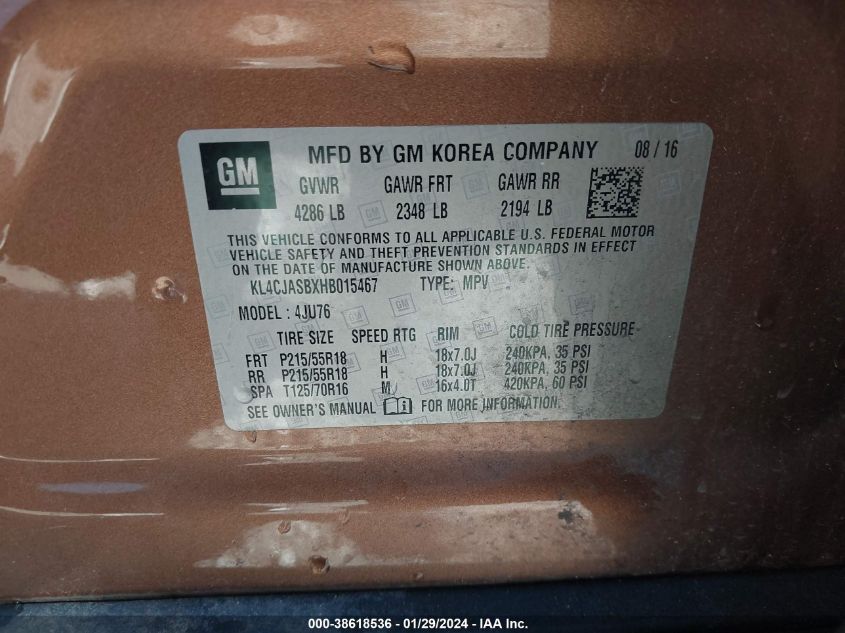 GM MFD BY GM KOREA COMPANY 08 / 16
GVWR GAWR FRT GAWR RR
4286 LB 2348 LB 2194 LB
THIS VEHICLE CONFORMS TO ALL APPLICABLE U.S. FEDERAL MOTOR
VEHICLE SAFETY AND THEFT PREVENTION STANDARDS IN EFFECT
ON THE DATE OF MANUFACTURE SHOWN ABOVE.
KL4CJASBXHB015467 TYPE: MPV
MODEL : 4JU76
TIRE SIZE SPEED RTG RIM COLD TIRE PRESSURE
FRT P215/55R18 H 18x7.0J 240KPA, 35 PSI
RR P215/55R18 H 18x7.0J 240KPA, 35 PSI
SPA T125/70R16 M 16x4.0T 420KPA, 60 PSI
SEE OWNER'S MANUAL FOR MORE INFORMATION.
000-38618536 - 01/29/2024 - IAA Inc.